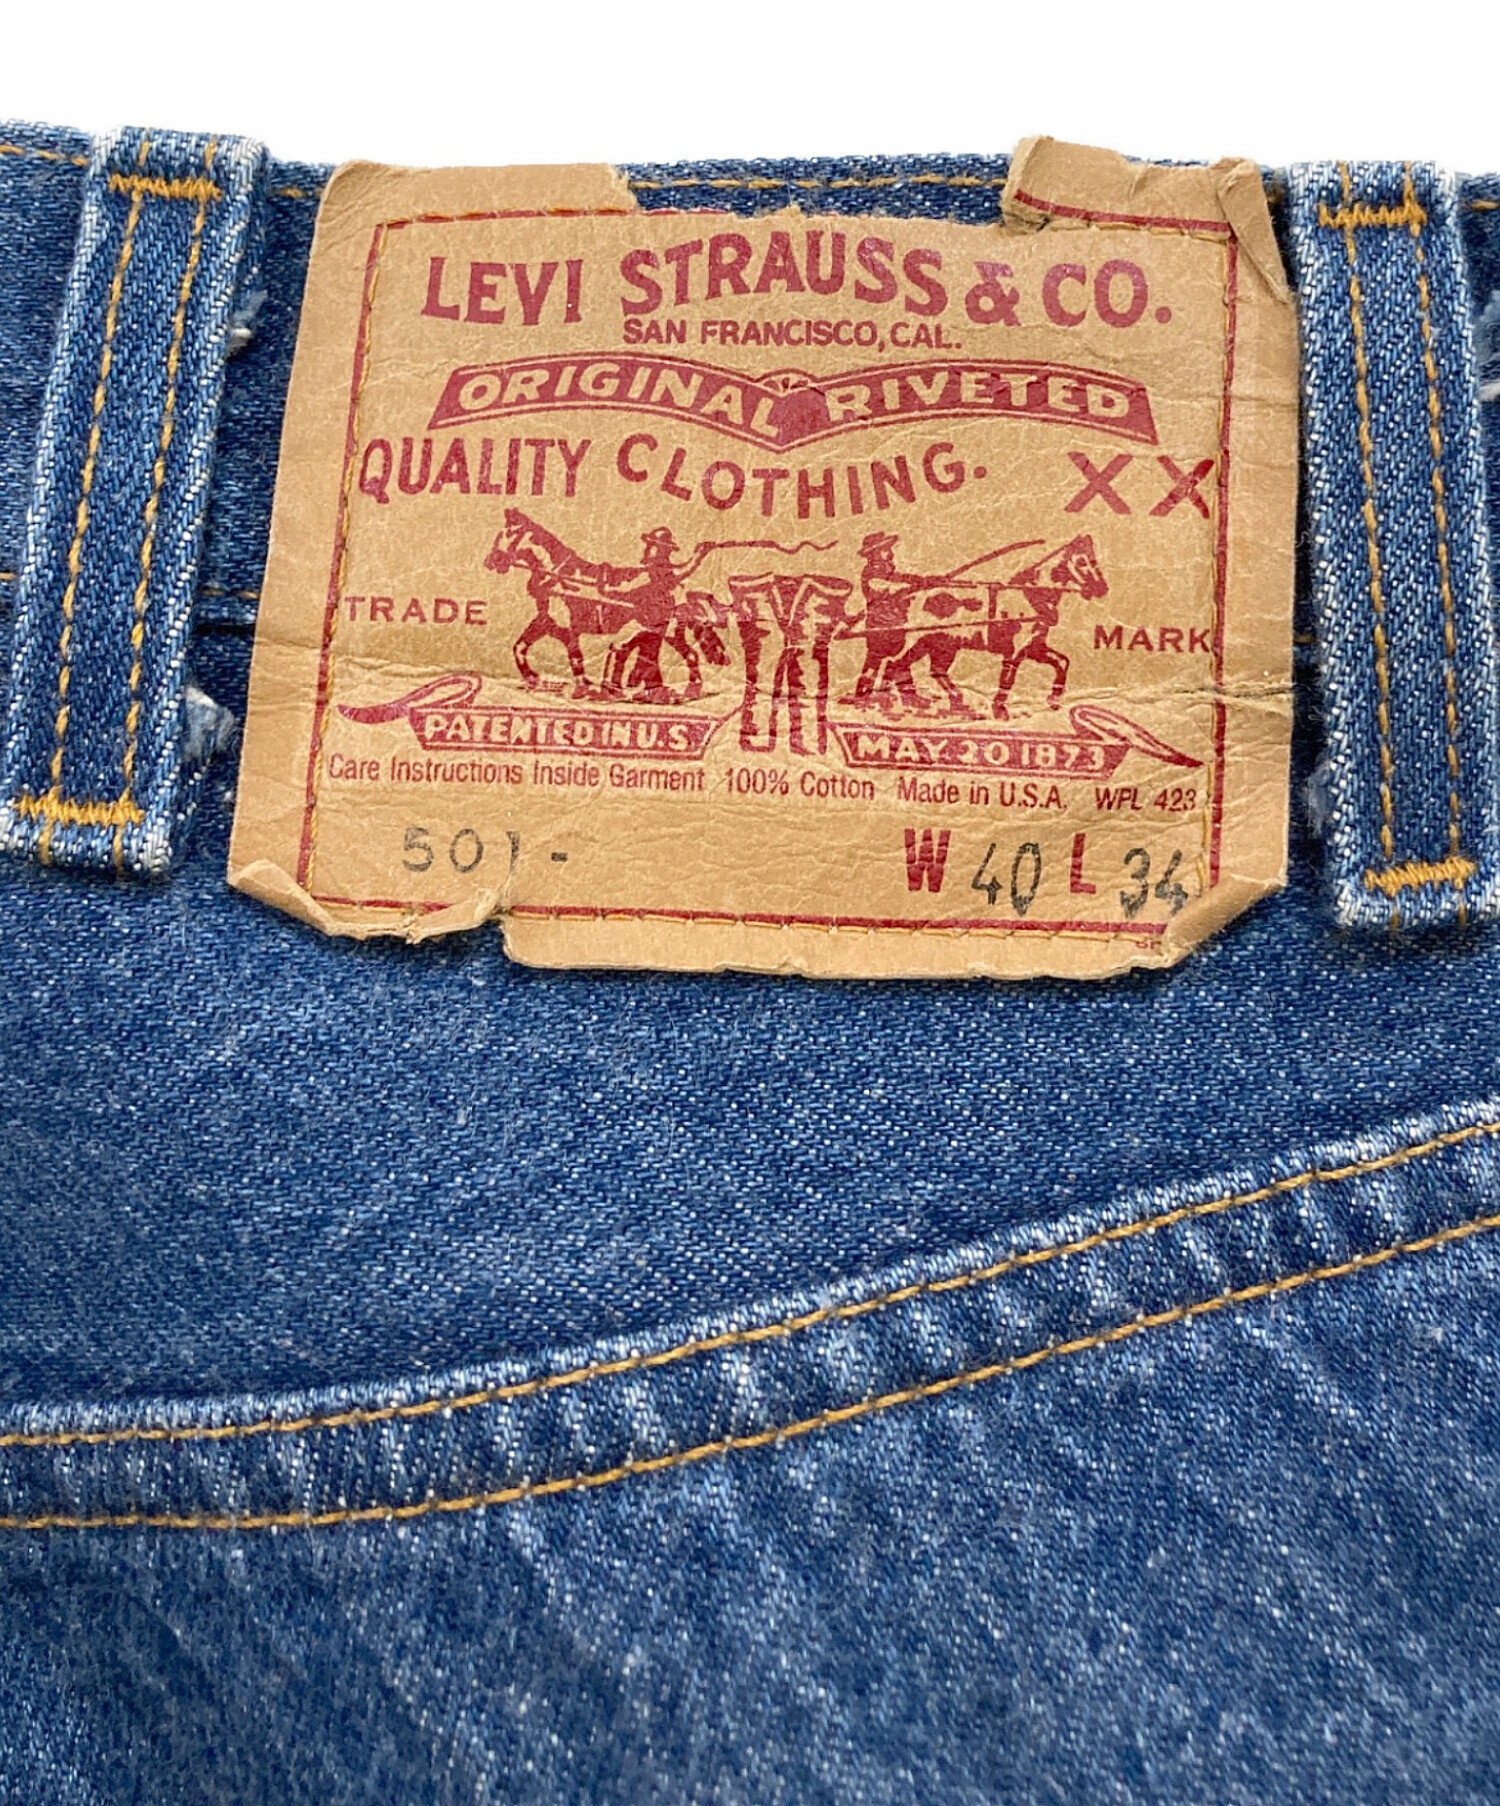 LEVI STRAUSS & CO.
SAN FRANCISCO, CAL.
ORIGINAL RIVETED
QUALITY CLOTHING. XX
TRADE MARK
PATENTED IN U.S. MAY 20 1873
Care Instructions Inside Garment 100% Cotton Made in U.S.A. WPL 423
501- W 40 L 34